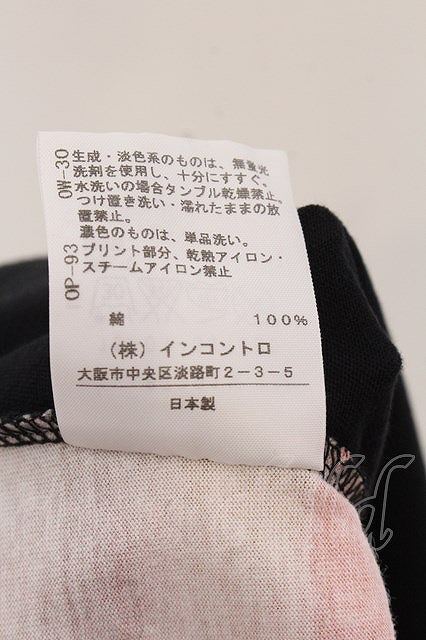 OW-30
生成・淡色系のものは、無蛍光
洗剤を使用し、十分にすすぐ。
水洗いの場合タンブル乾燥禁止。
つけ置き洗い・濡れたままの放
置禁止。
濃色のものは、単品洗い。
OP-93
プリント部分、乾熱アイロン・
スチームアイロン禁止
綿 100%
(株) インコントロ
大阪市中央区淡路町2-3-5
日本製